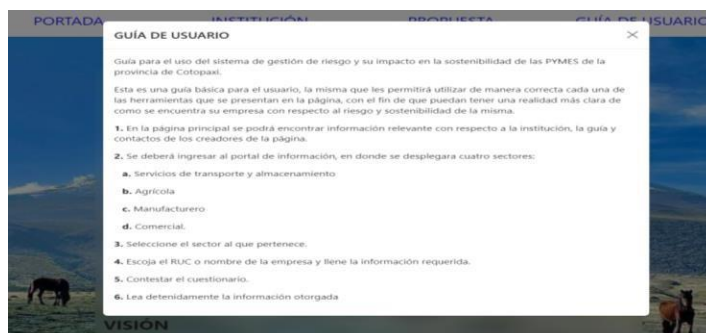 PORTADA INSTITUCIÓN PROPUESTA GUÍA DE USUARIO
GUÍA DE USUARIO
Guía para el uso del sistema de gestión de riesgo y su impacto en la sostenibilidad de las PYMES de la
provincia de Cotopaxi.
Esta es una guía básica para el usuario, la misma que les permitirá utilizar de manera correcta cada una de
las herramientas que se presentan en la página, con el fin de que puedan tener una realidad más clara de
como se encuentra su empresa con respecto al riesgo y sostenibilidad de la misma.
1. En la página principal se podrá encontrar información relevante con respecto a la institución, la guía y
contactos de los creadores de la página.
2. Se deberá ingresar al portal de información, en donde se desplegara cuatro sectores:
a. Servicios de transporte y almacenamiento
b. Agrícola
c. Manufacturero
d. Comercial.
3. Seleccione el sector al que pertenece.
4. Escoja el RUC o nombre de la empresa y llene la información requerida.
5. Contestar el cuestionario.
6. Lea detenidamente la información otorgada
VISIÓN